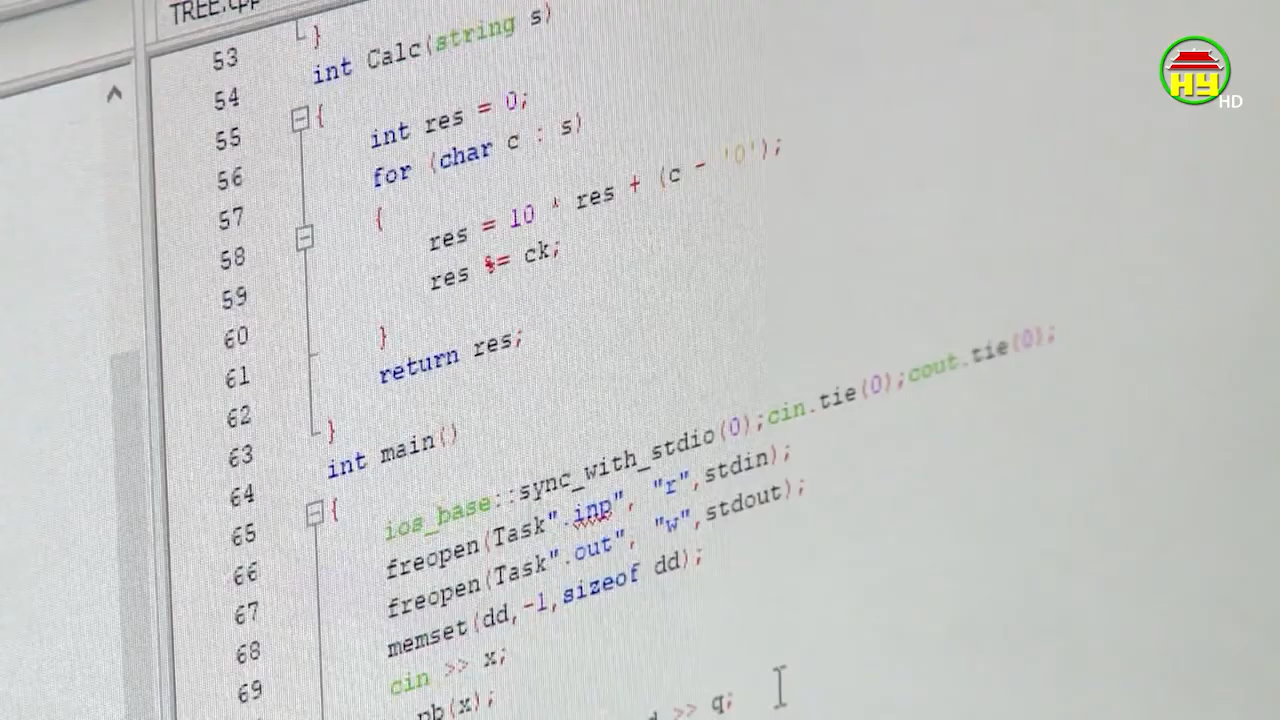 TREE.cpp
53 }
54 int Calc(string s)
55 {
56 int res = 0;
57 for (char c : s)
58 {
59 res = 10 * res + (c - '0');
60 res %= ck;
61 }
62 return res;
63 }
64 int main()
65 {
66 ios_base::sync_with_stdio(0);cin.tie(0);cout.tie(0);
67 freopen(Task".inp", "r",stdin);
68 freopen(Task".out", "w",stdout);
69 memset(dd,-1,sizeof dd);
cin >> x;
pb(x);
>> q;
HY
HD